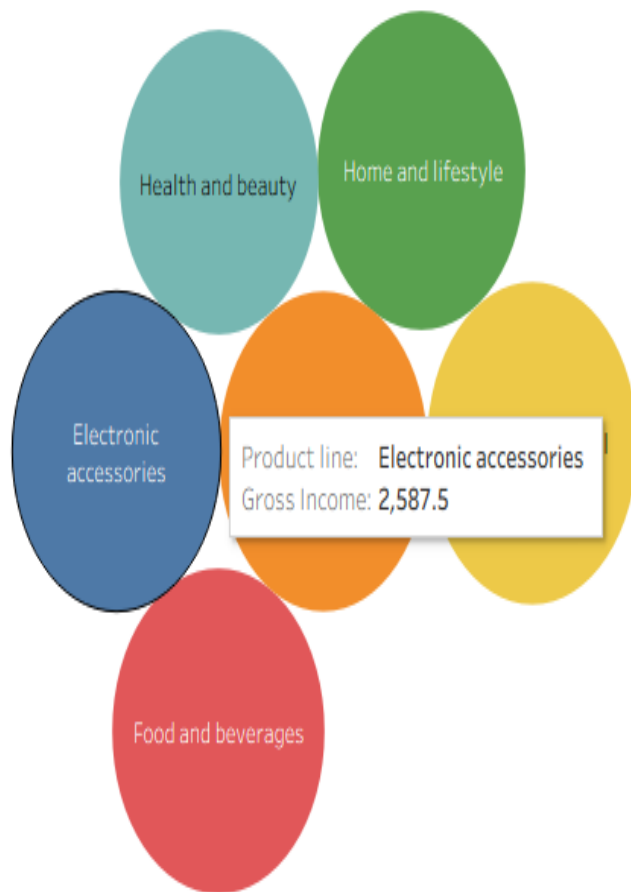 Health and beauty
Home and lifestyle
Electronic
accessories
Product line: Electronic accessories
Gross Income: 2,587.5
Food and beverages